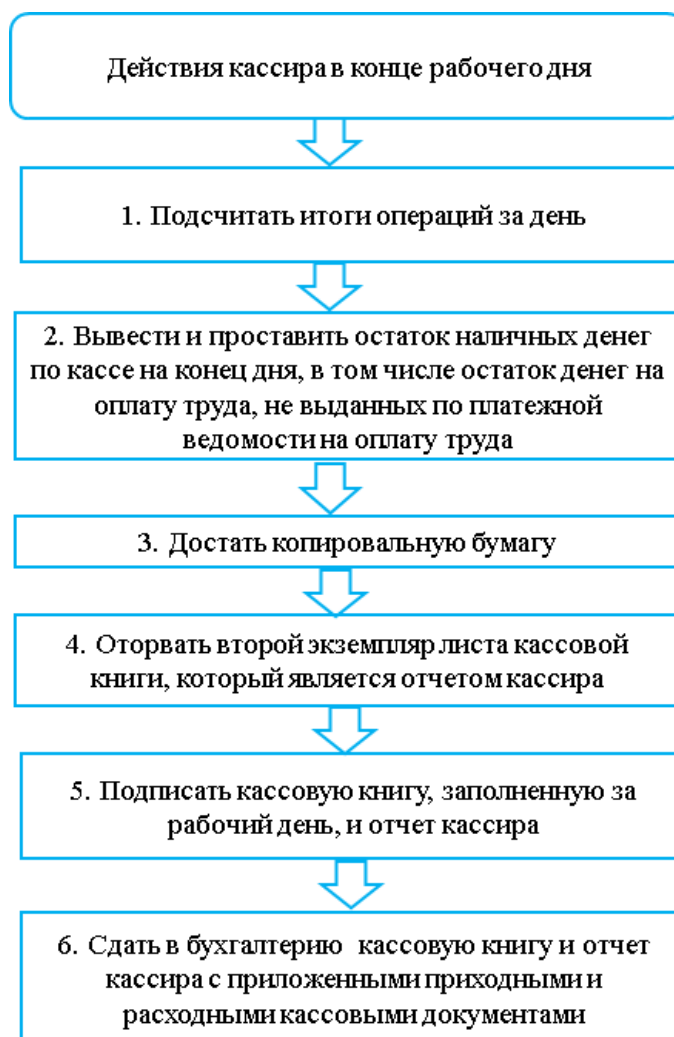 Действия кассира в конце рабочего дня
1. Подсчитать итоги операций за день
2. Вывести и проставить остаток наличных денег
по кассе на конец дня, в том числе остаток денег на
оплату труда, не выданных по платежной
ведомости на оплату труда
3. Достать копировальную бумагу
4. Оторвать второй экземпляр листа кассовой
книги, который является отчетом кассира
5. Подписать кассовую книгу, заполненную за
рабочий день, и отчет кассира
6. Сдать в бухгалтерию кассовую книгу и отчет
кассира с приложенными приходными и
расходными кассовыми документами